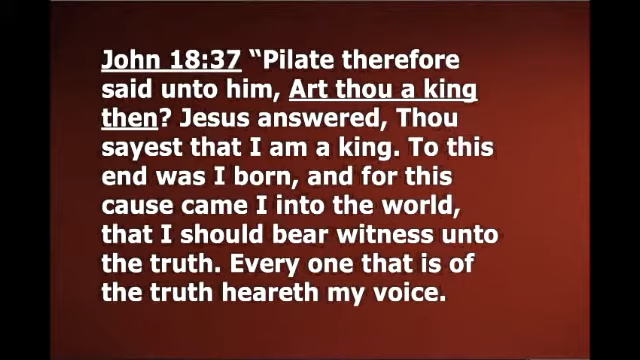 John 18:37 “Pilate therefore
said unto him, Art thou a king
then? Jesus answered, Thou
sayest that I am a king. To this
end was I born, and for this
cause came I into the world,
that I should bear witness unto
the truth. Every one that is of
the truth heareth my voice.